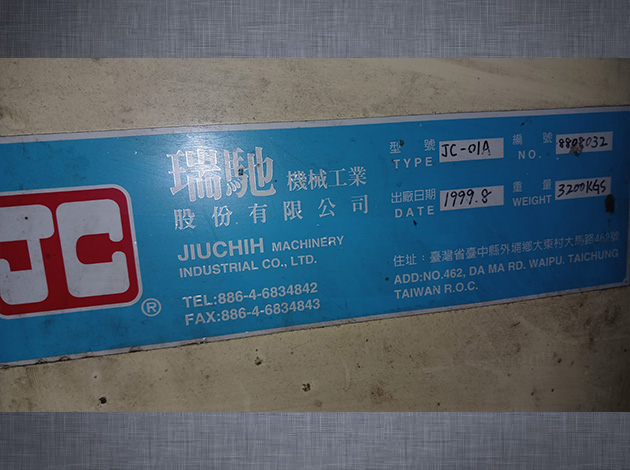 JC
®
瑞馳 機械工業
股份有限公司
JIUCHIH MACHINERY
INDUSTRIAL CO., LTD.
TEL:886-4-6834842
FAX:886-4-6834843
型號 JC-01A 編號 8808032
TYPE NO.
出廠日期 1999.8 重量 3200KGS
DATE WEIGHT
住址：臺灣省臺中縣外埔鄉大東村大馬路462號
ADD:NO.462, DA MA RD. WAIPU. TAICHUNG
TAIWAN R.O.C.